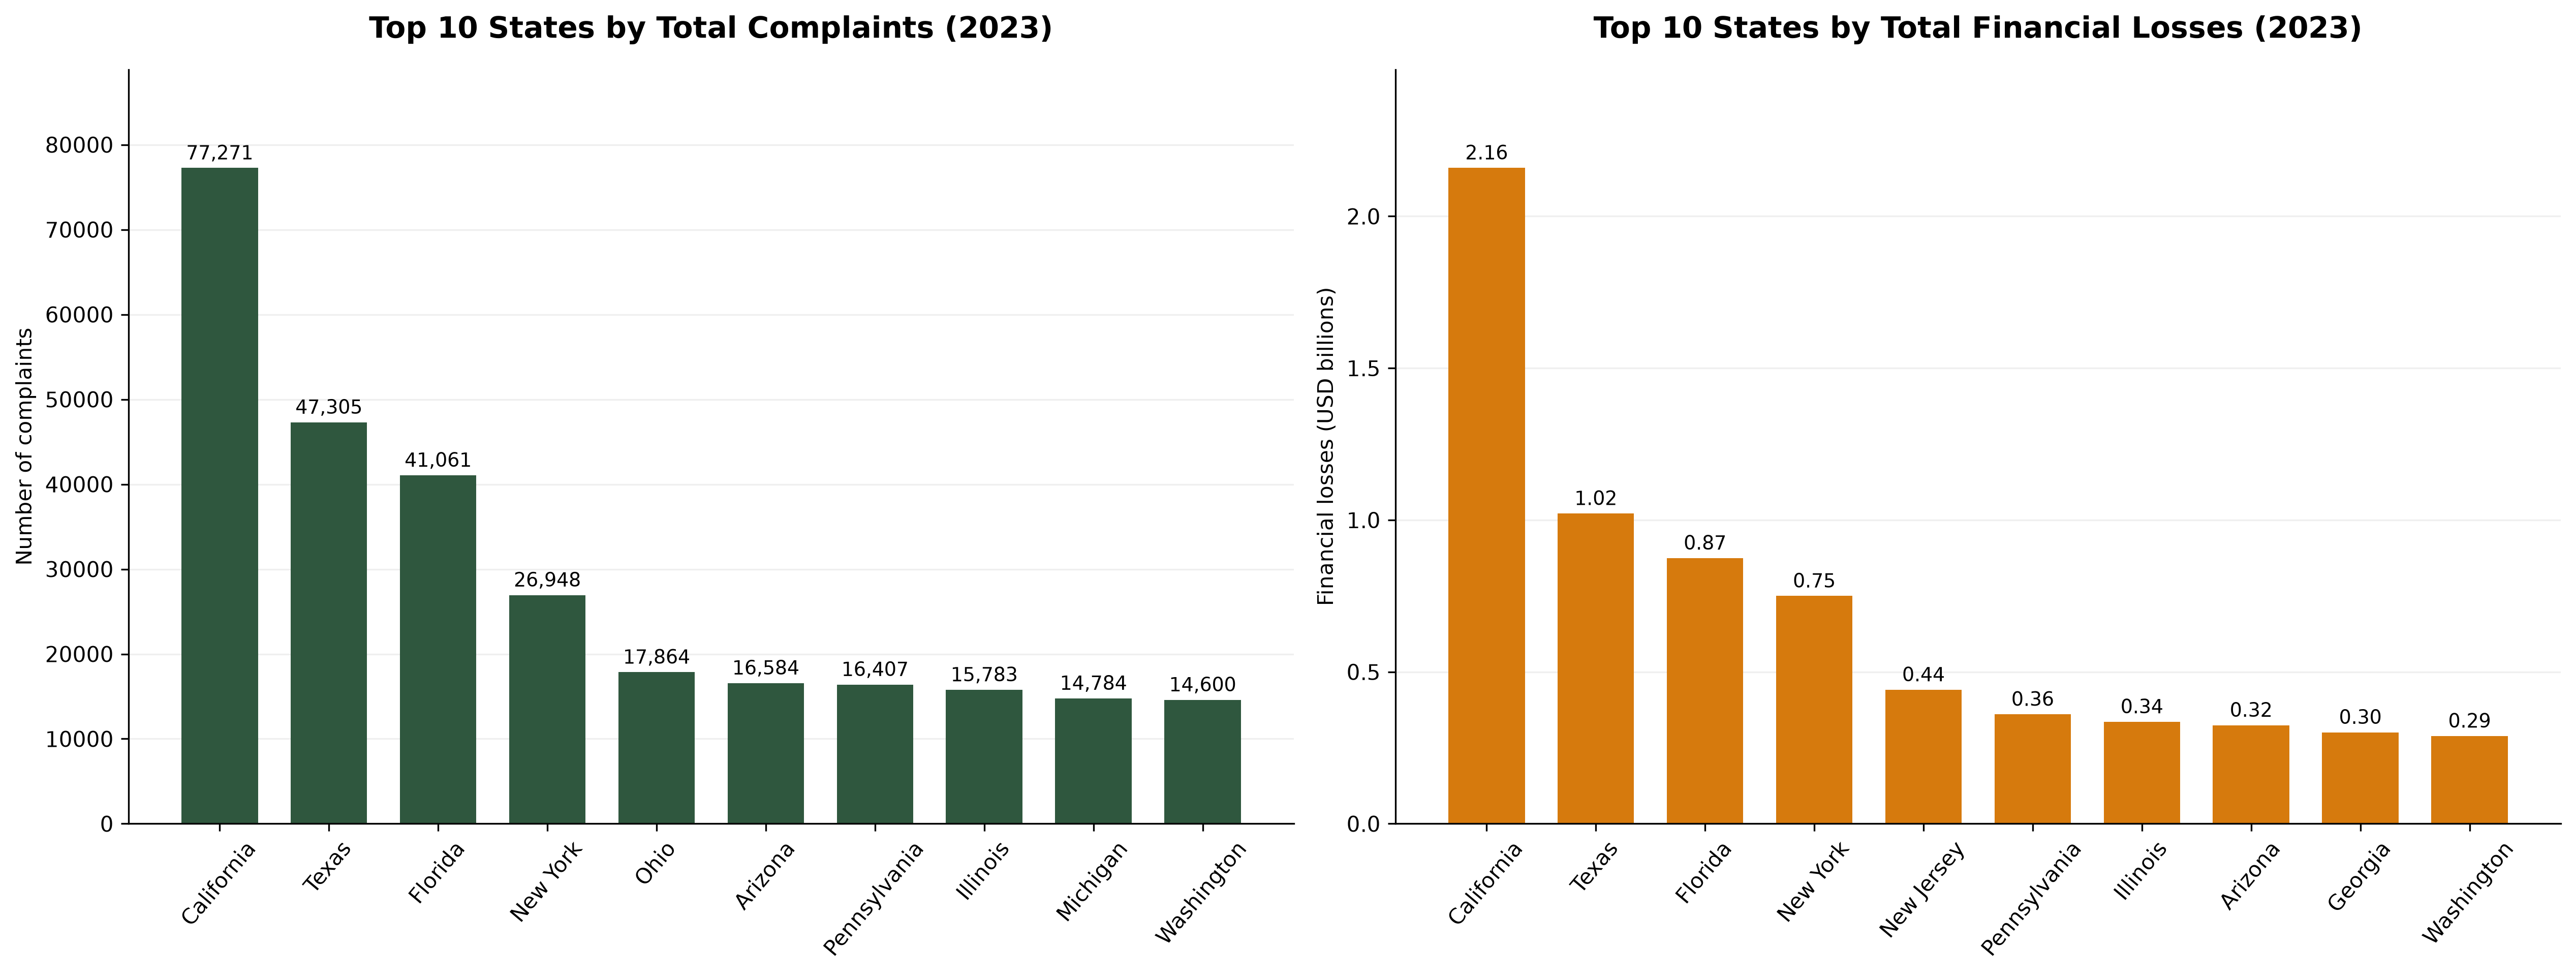 Top 10 States by Total Complaints (2023)
Number of complaints
80000
70000
60000
50000
40000
30000
20000
10000
0
77,271
47,305
41,061
26,948
17,864
16,584
16,407
15,783
14,784
14,600
California
Texas
Florida
New York
Ohio
Arizona
Pennsylvania
Illinois
Michigan
Washington
Top 10 States by Total Financial Losses (2023)
Financial losses (USD billions)
2.0
1.5
1.0
0.5
0.0
2.16
1.02
0.87
0.75
0.44
0.36
0.34
0.32
0.30
0.29
California
Texas
Florida
New York
New Jersey
Pennsylvania
Illinois
Arizona
Georgia
Washington